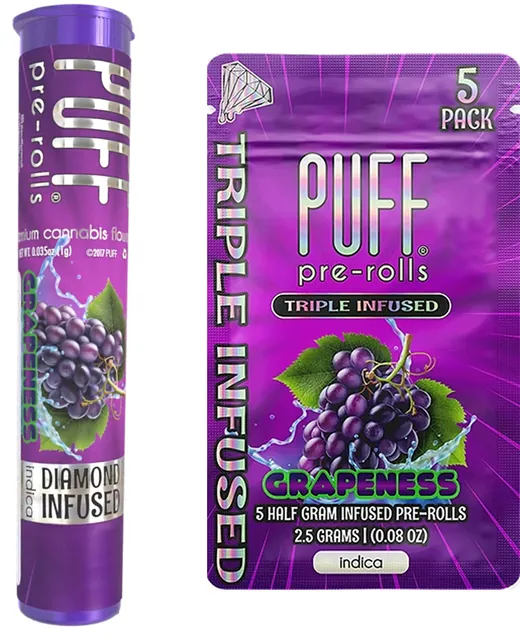 PUFF
pre-rolls®
mium cannabis flow
NET WT. 0.035oz(1g) ©2017 PUFF
GRAPENESS
indica
DIAMOND
INFUSED
5
PACK
TRIPLE INFUSED
PUFF®
pre-rolls
TRIPLE INFUSED
GRAPENESS
5 HALF GRAM INFUSED PRE-ROLLS
2.5 GRAMS | (0.08 OZ)
indica